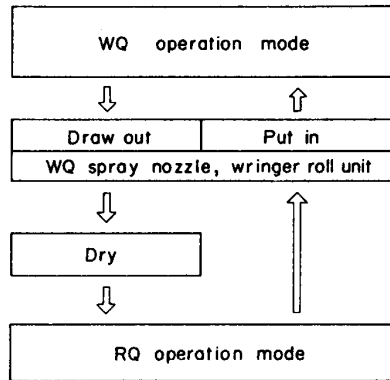 WQ operation mode
Draw out
Put in
WQ spray nozzle, wringer roll unit
Dry
RQ operation mode